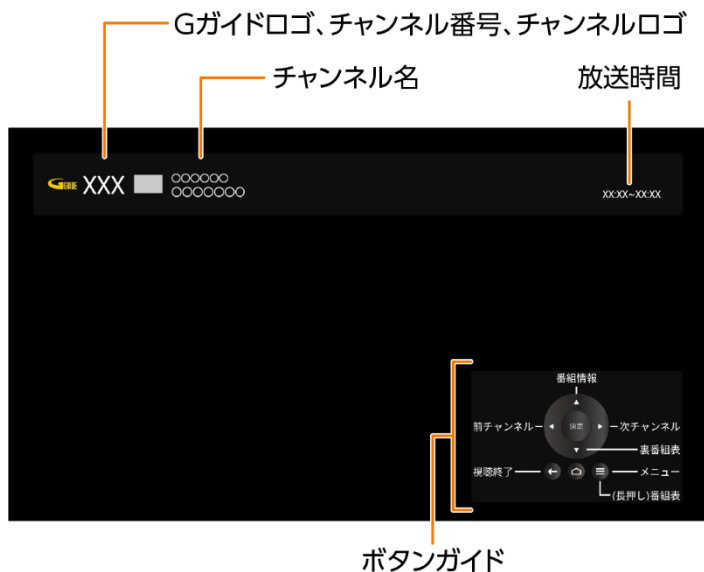 Gガイドロゴ、チャンネル番号、チャンネルロゴ
チャンネル名
放送時間
G GUIDE XXX ○○○○○○
○○○○○○○
XX:XX~XX:XX
番組情報
前チャンネル 決定 次チャンネル
裏番組表
視聴終了 メニュー
(長押し)番組表
ボタンガイド